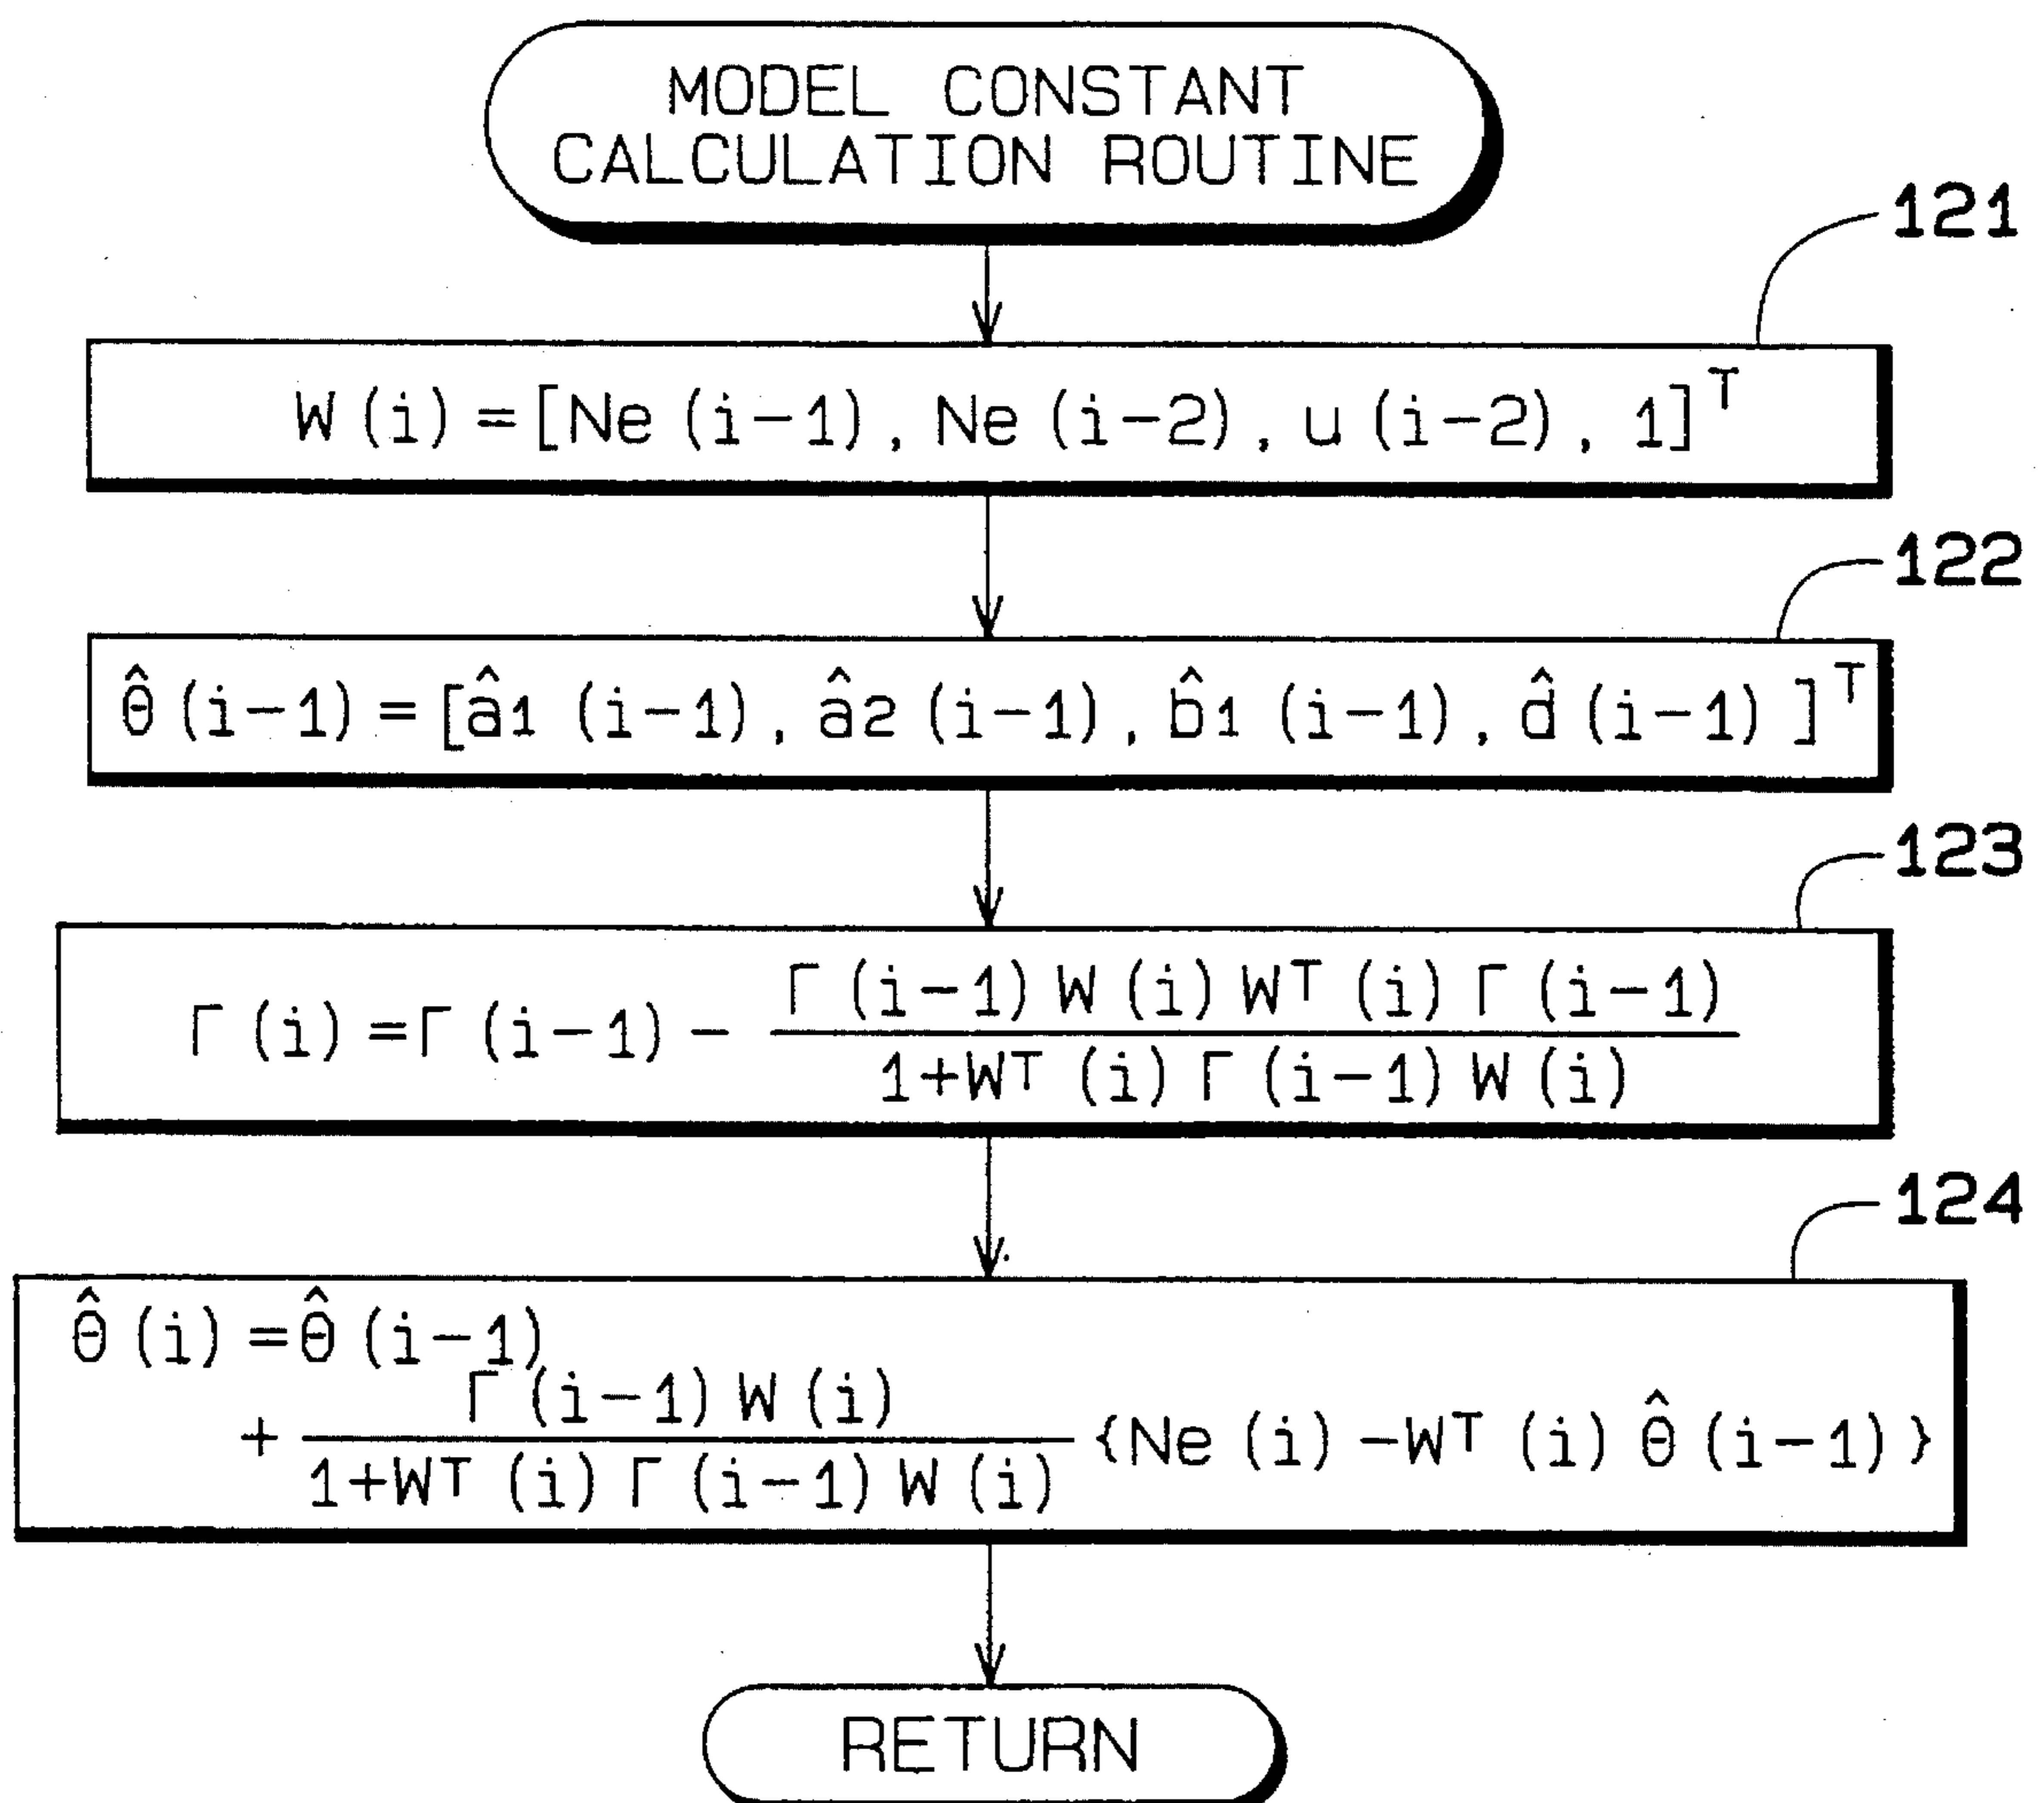 MODEL CONSTANT
CALCULATION ROUTINE
121
W(i)=[Ne(i-1), Ne(i-2), u(i-2), 1]ᵀ
122
θ̂(i-1)=[â1(i-1), â2(i-1), b̂1(i-1), d̂(i-1)]ᵀ
123
Γ(i)=Γ(i-1)- Γ(i-1)W(i)Wᵀ(i)Γ(i-1)
1+Wᵀ(i)Γ(i-1)W(i)
124
θ̂(i)=θ̂(i-1)
Γ(i-1)W(i)
+ {Ne(i)-Wᵀ(i)θ̂(i-1)}
1+Wᵀ(i)Γ(i-1)W(i)
RETURN